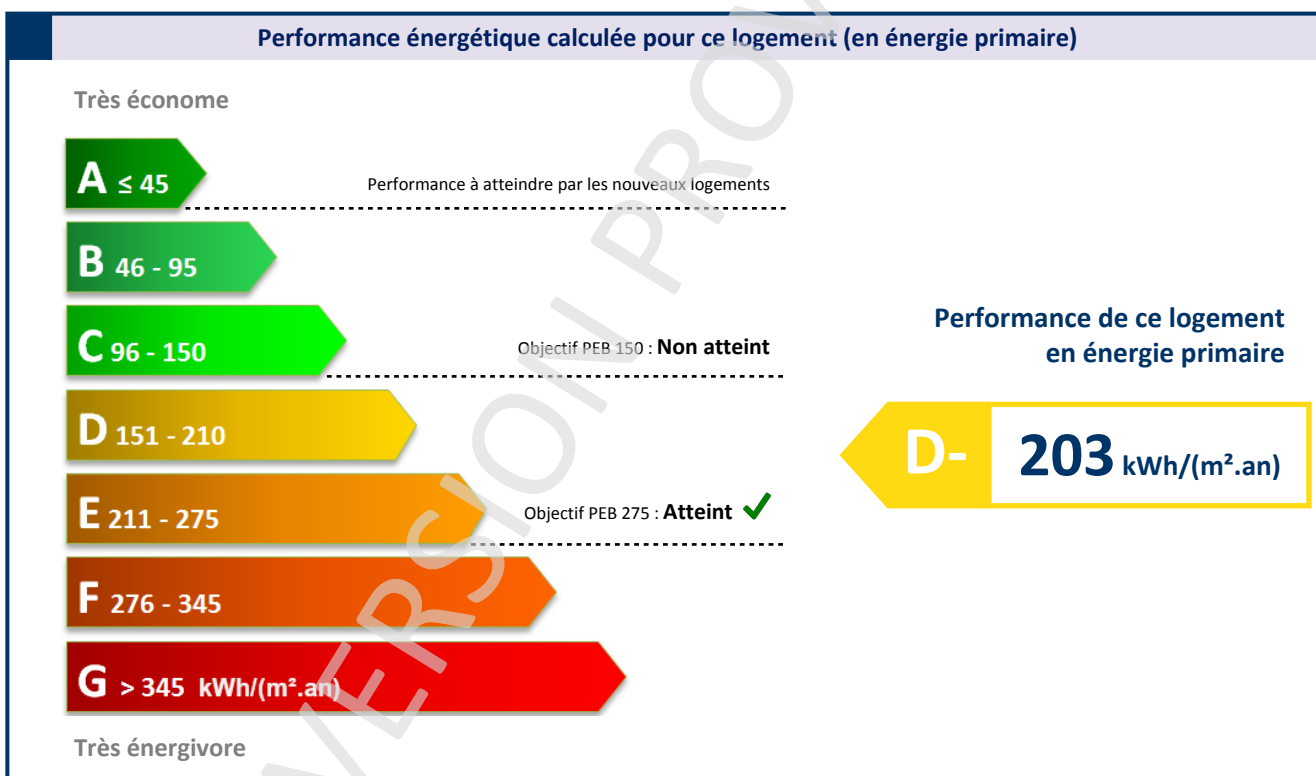 Performance énergétique calculée pour ce logement (en énergie primaire)
Très économe
A ≤ 45
Performance à atteindre par les nouveaux logements
B 46 - 95
C 96 - 150
Objectif PEB 150 : Non atteint
Performance de ce logement
en énergie primaire
D 151 - 210
D- 203 kWh/(m².an)
E 211 - 275
Objectif PEB 275 : Atteint
F 276 - 345
G > 345 kWh/(m².an)
Très énergivore
VERSION PROV